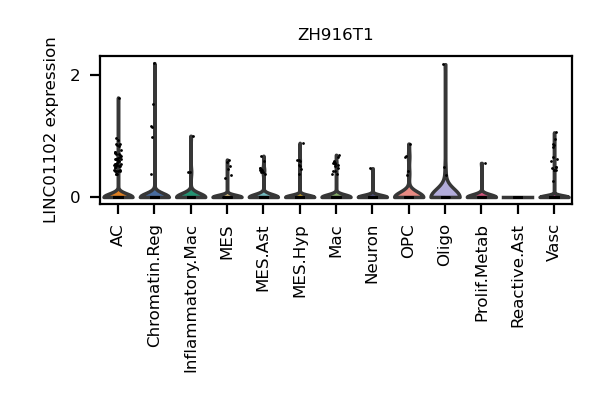 ZH916T1
LINC01102 expression
2
0
AC
Chromatin.Reg
Inflammatory.Mac
MES
MES.Ast
MES.Hyp
Mac
Neuron
OPC
Oligo
Prolif.Metab
Reactive.Ast
Vasc